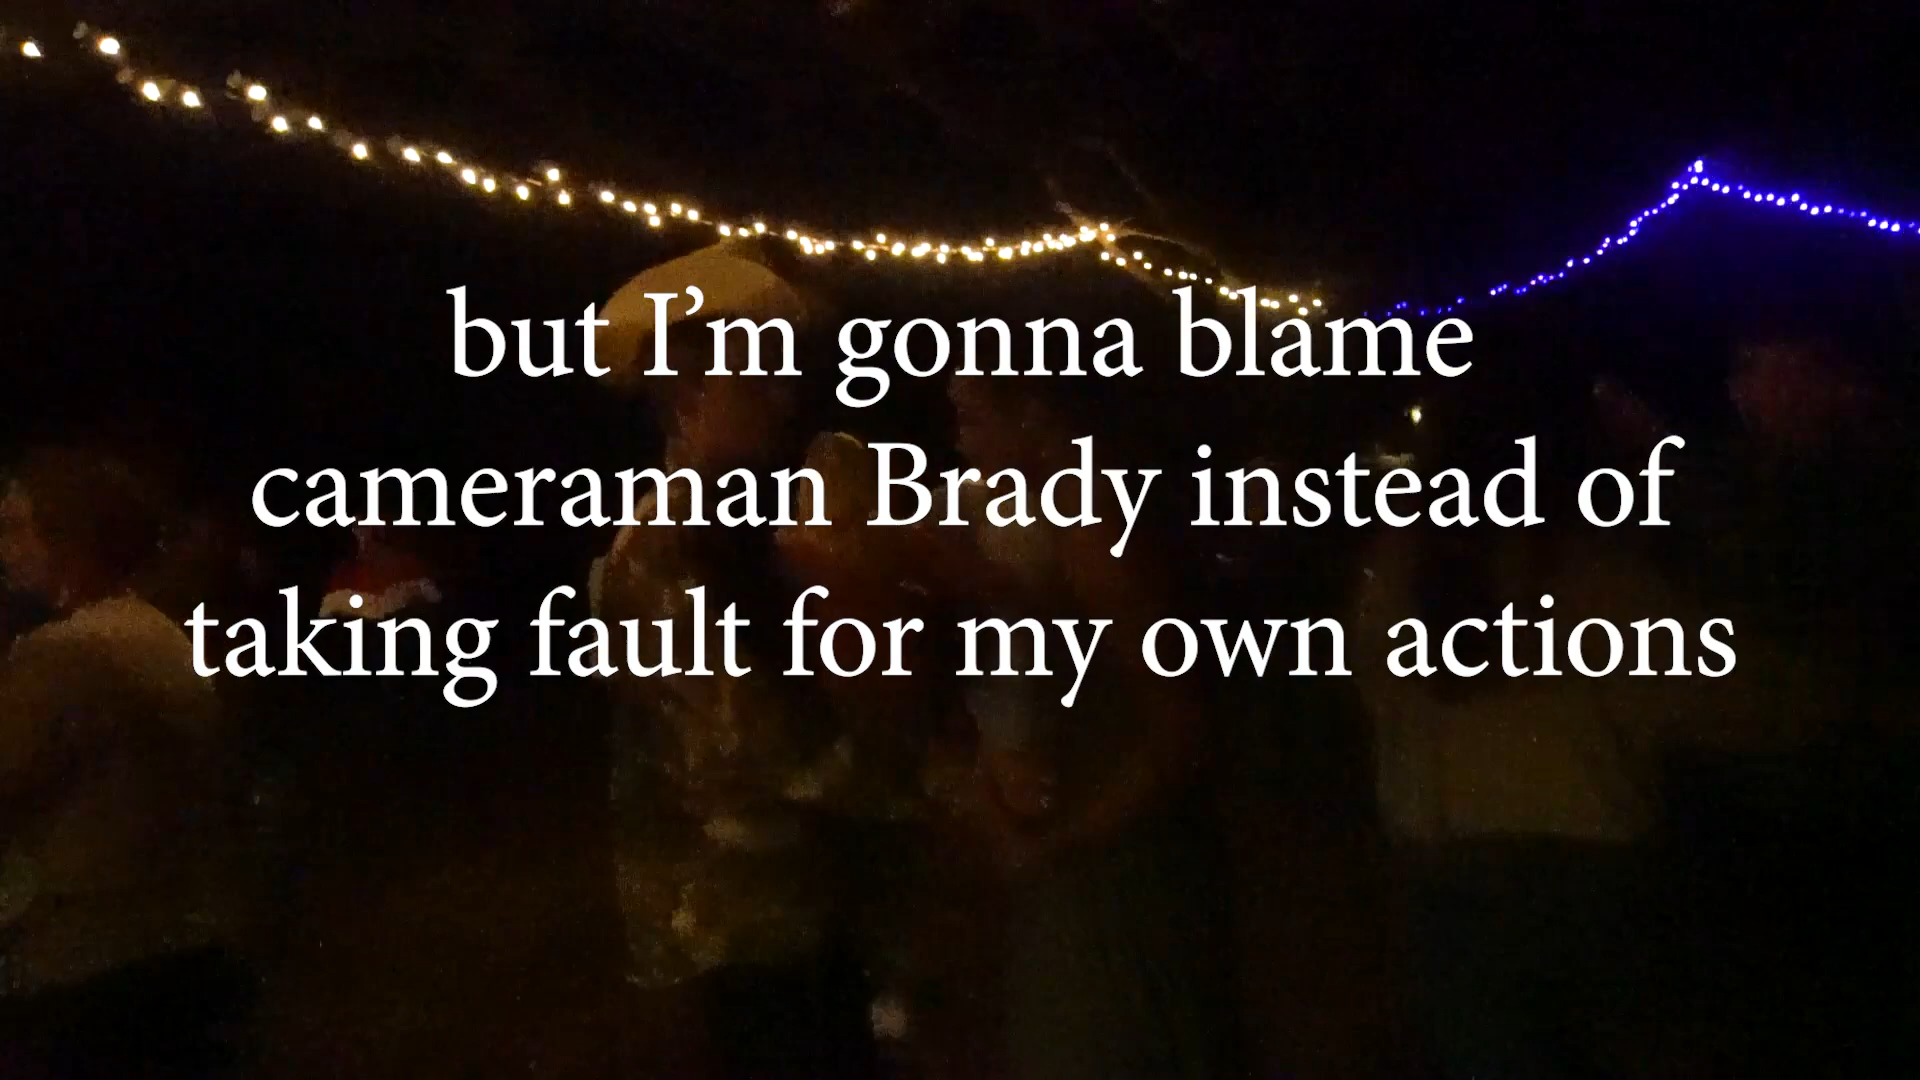 but I’m gonna blame
cameraman Brady instead of
taking fault for my own actions